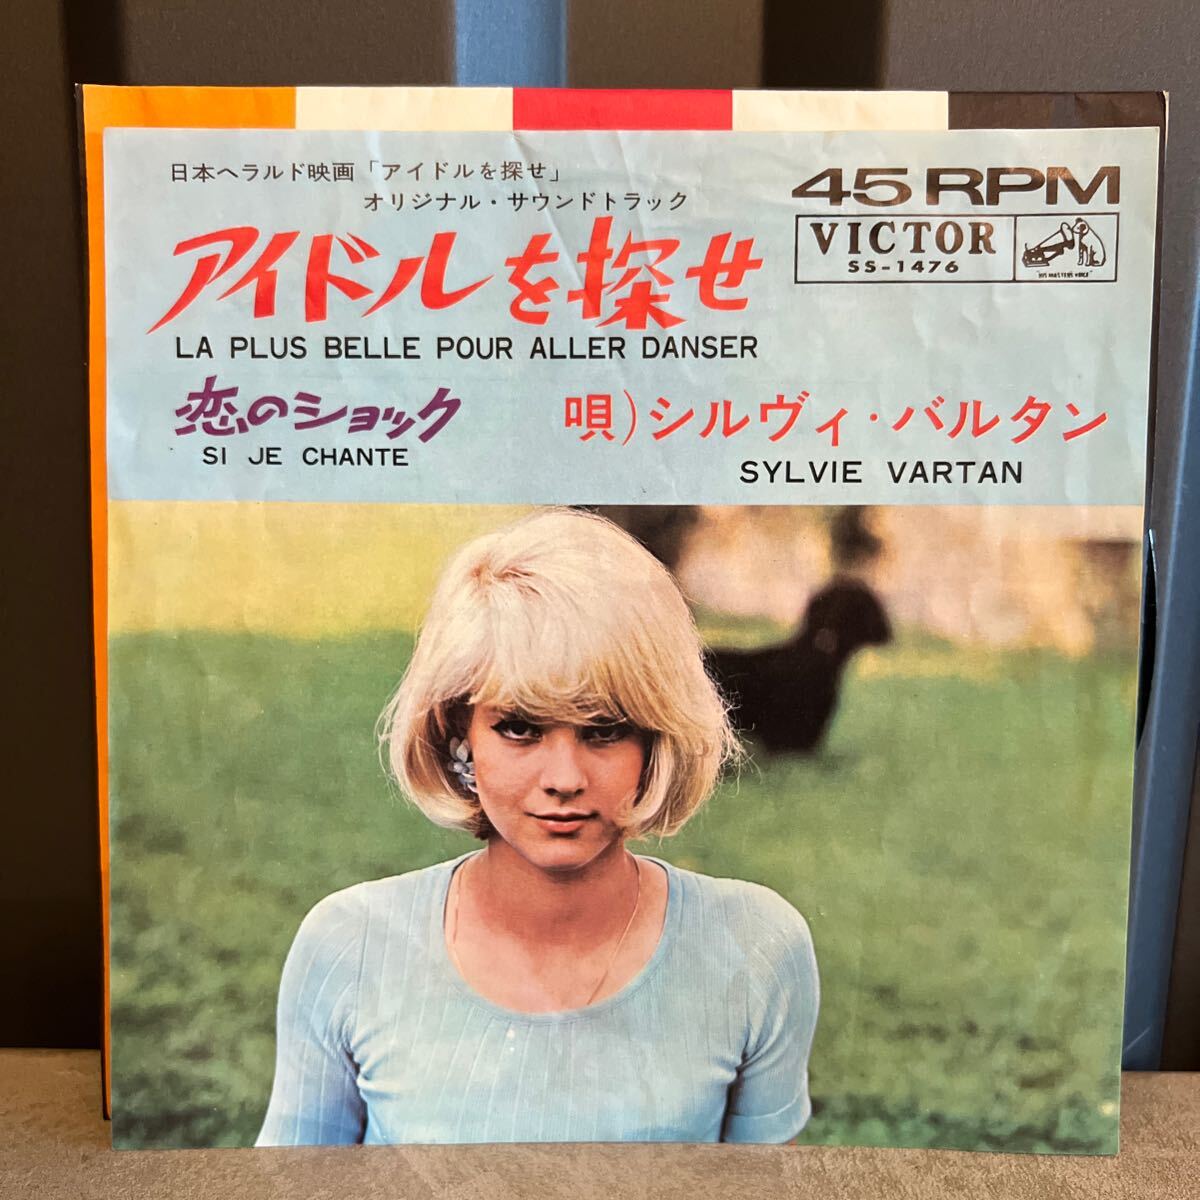 日本ヘラルド映画「アイドルを探せ」
オリジナル・サウンドトラック
45 RPM
VICTOR
SS-1476
"HIS MASTER'S VOICE"
アイドルを探せ
LA PLUS BELLE POUR ALLER DANSER
恋のショック
SI JE CHANTE
唄)シルヴィ・バルタン
SYLVIE VARTAN